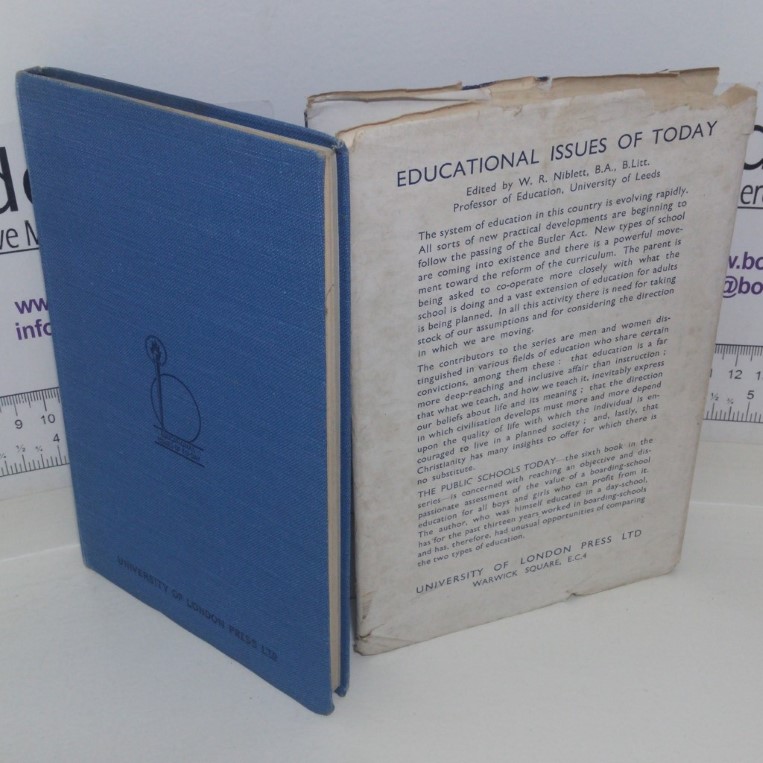 UNIVERSITY OF LONDON PRESS LTD
EDUCATIONAL ISSUES OF TODAY
Edited by W. R. Niblett, B.A., B.Litt.
Professor of Education, University of Leeds
The system of education in this country is evolving rapidly.
All sorts of new practical developments are beginning to
follow the passing of the Butler Act. New types of school
are coming into existence and there is a powerful move-
ment toward the reform of the curriculum. The parent is
being asked to co-operate more closely with what the
school is doing and a vast extension of education for adults
is being planned. In all this activity there is need for taking
stock of our assumptions and for considering the direction
in which we are moving.
The contributors to the series are men and women dis-
tinguished in various fields of education who share certain
convictions, among them these : that education is a far
more deep-reaching and inclusive affair than instruction ;
that what we teach, and how we teach it, inevitably express
our beliefs about life and its meaning ; that the direction
in which civilisation develops must more and more depend
upon the quality of life with which the individual is en-
couraged to live in a planned society ; and, lastly, that
Christianity has many insights to offer for which there is
no substitute.
THE PUBLIC SCHOOLS TODAY—the sixth book in the
series—is concerned with reaching an objective and dis-
passionate assessment of the value of a boarding-school
education for all boys and girls who can profit from it.
The author, who was himself educated in a day-school,
and has for the past thirteen years worked in boarding-schools
and has, therefore, had unusual opportunities of comparing
the two types of education.
UNIVERSITY OF LONDON PRESS LTD
WARWICK SQUARE, E.C.4
ve M
www
info
w.bo
@bo
9 10
3 4
12 13
5